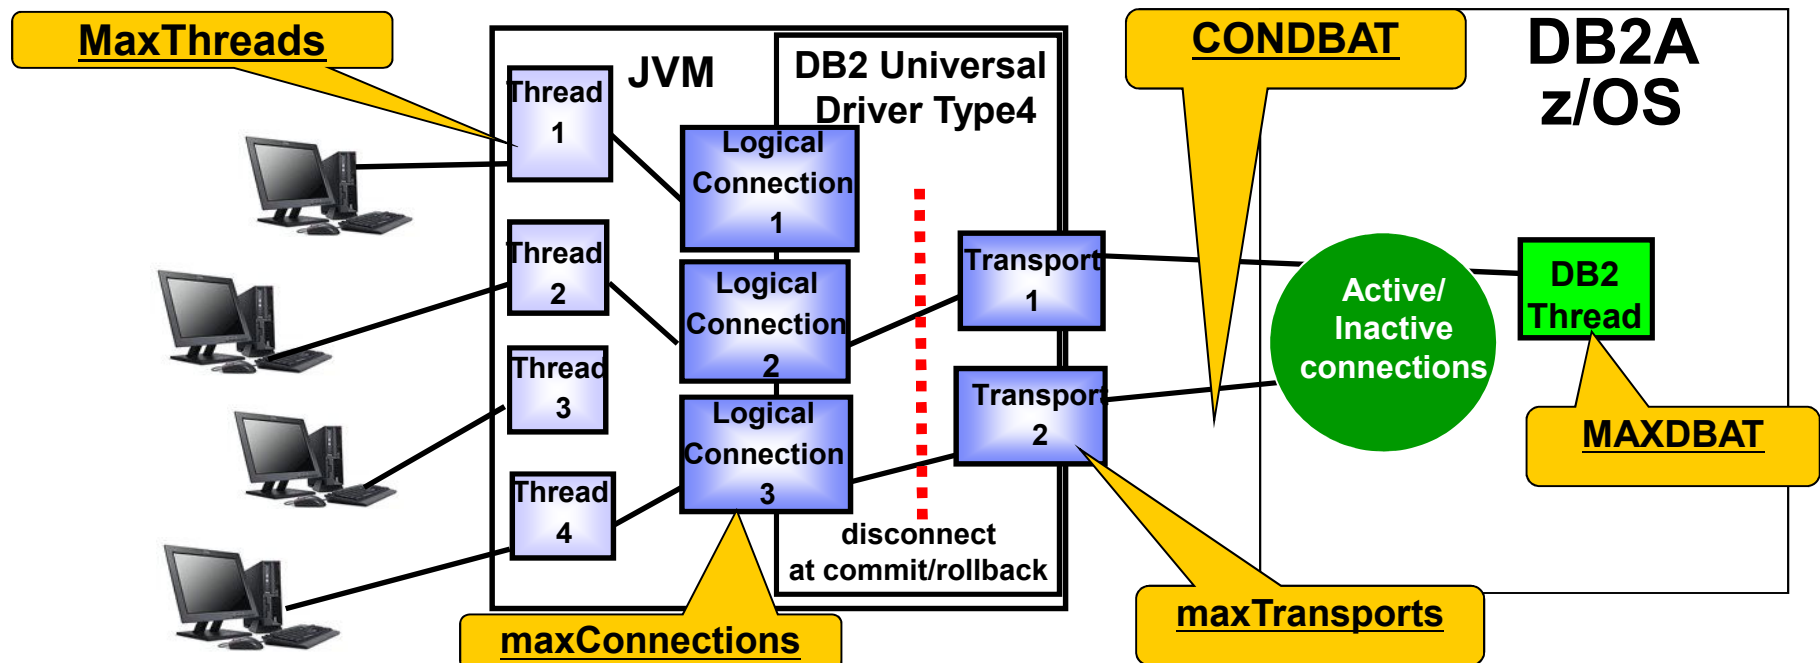 MaxThreads
JVM
DB2 Universal
Driver Type4
CONDBAT
DB2A
z/OS
Thread
1
Logical
Connection
1
Thread
2
Logical
Connection
2
Transport
1
Active/
Inactive
connections
DB2
Thread
Thread
3
Logical
Connection
3
Transport
2
MAXDBAT
Thread
4
disconnect
at commit/rollback
maxConnections
maxTransports